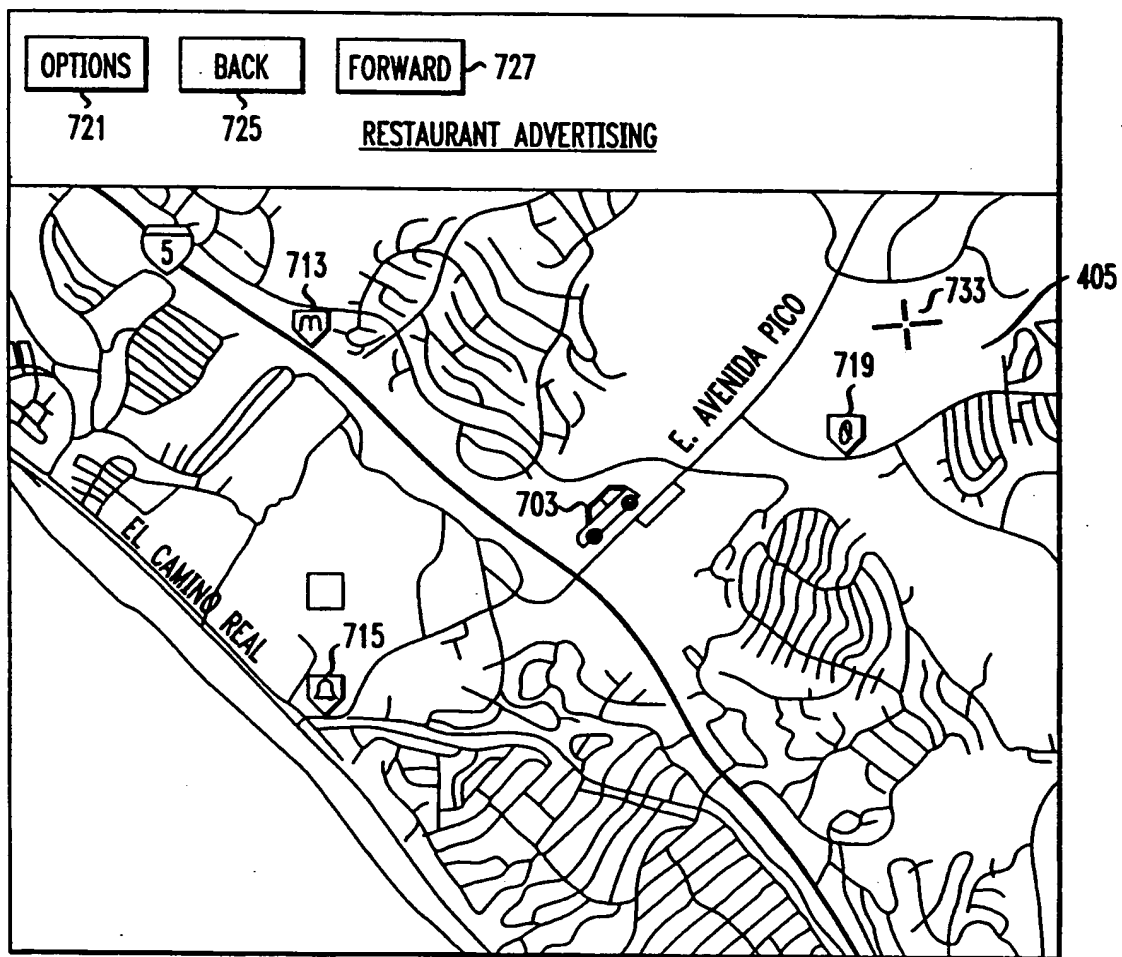 OPTIONS BACK FORWARD 727
721 725 RESTAURANT ADVERTISING
5
713
733
405
719
E. AVENIDA PICO
703
EL CAMINO REAL
715
m